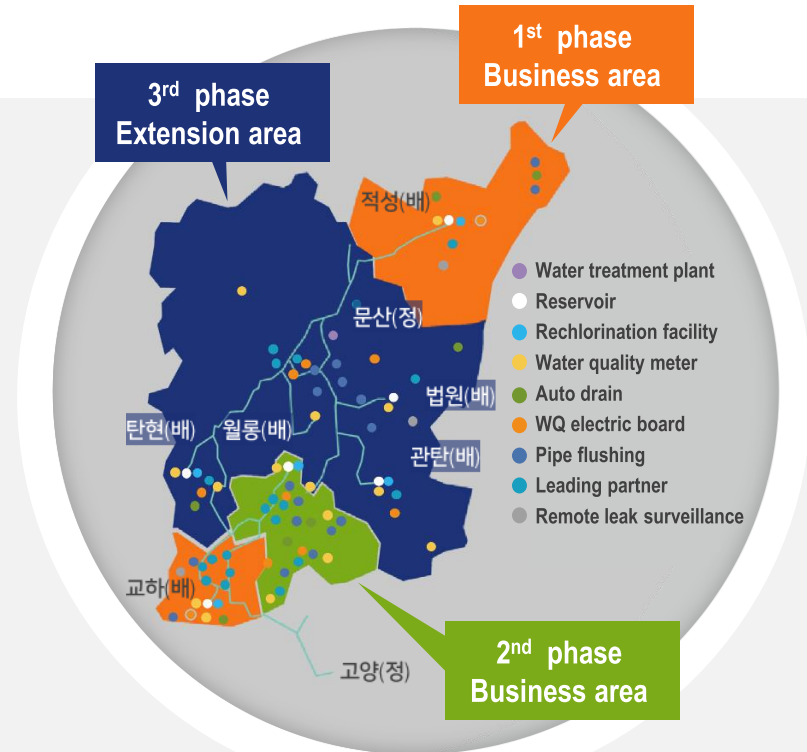 1st phase
Business area
3rd phase
Extension area
적성(배)
문산(정)
법원(배)
탄현(배)
월롱(배)
관탄(배)
교하(배)
고양(정)
Water treatment plant
Reservoir
Rechlorination facility
Water quality meter
Auto drain
WQ electric board
Pipe flushing
Leading partner
Remote leak surveillance
2nd phase
Business area